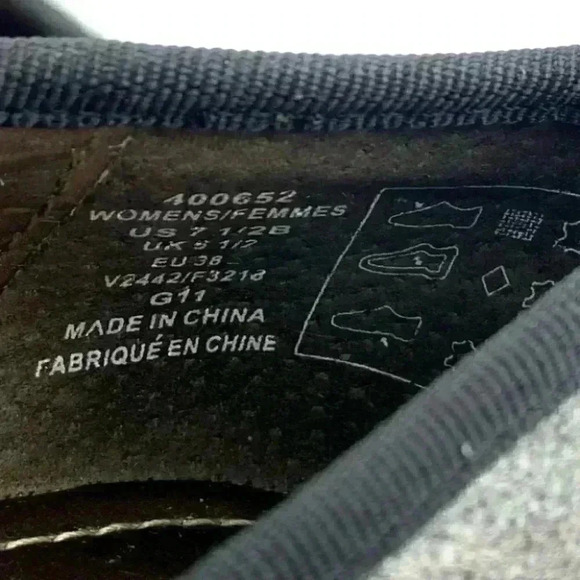 400652
WOMENS/FEMMES
US 7 1/2B
UK 5 1/2
EU 38
V2442/F3218
G11
MADE IN CHINA
FABRIQUÉ EN CHINE